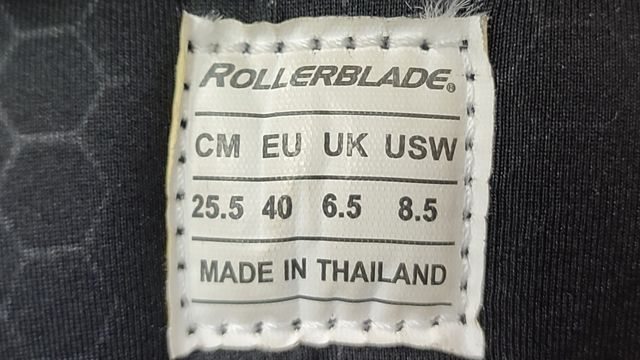 ROLLERBLADE®
CM EU UK USW
25.5 40 6.5 8.5
MADE IN THAILAND